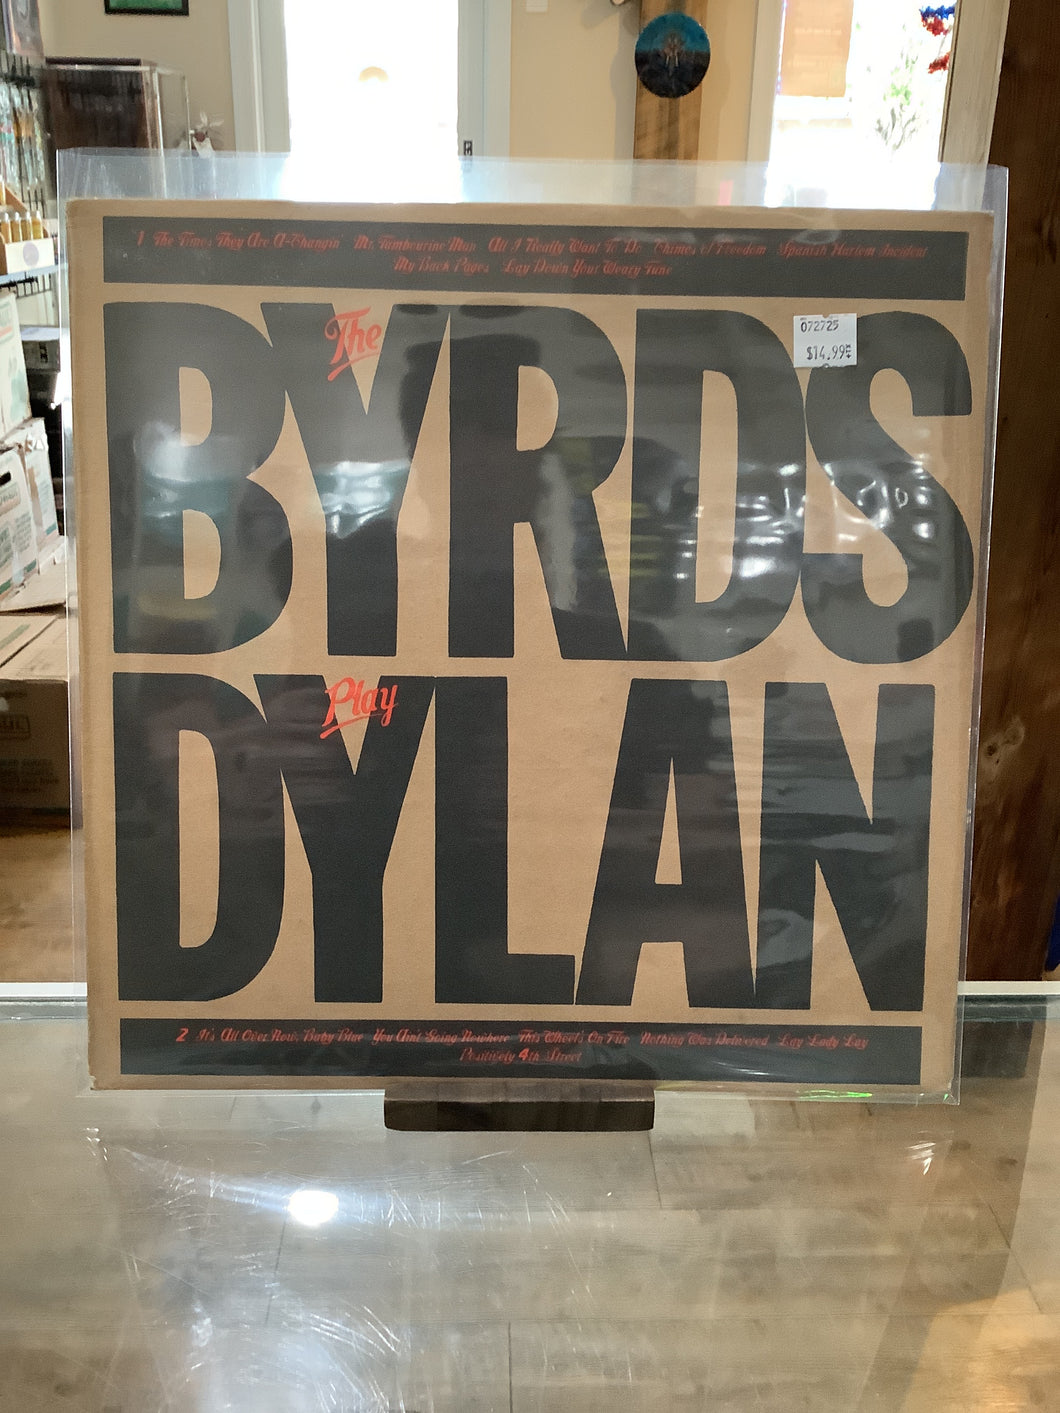 1 The Times They Are A-Changin' Mr. Tambourine Man All I Really Want To Do Chimes of Freedom Spanish Harlem Incident
My Back Pages Lay Down Your Weary Tune
The
BYRDS
072725
$14.99
Play
DYLAN
2 It's All Over Now, Baby Blue You Ain't Going Nowhere This Wheel's On Fire Nothing Was Delivered Lay Lady Lay
Positively 4th Street